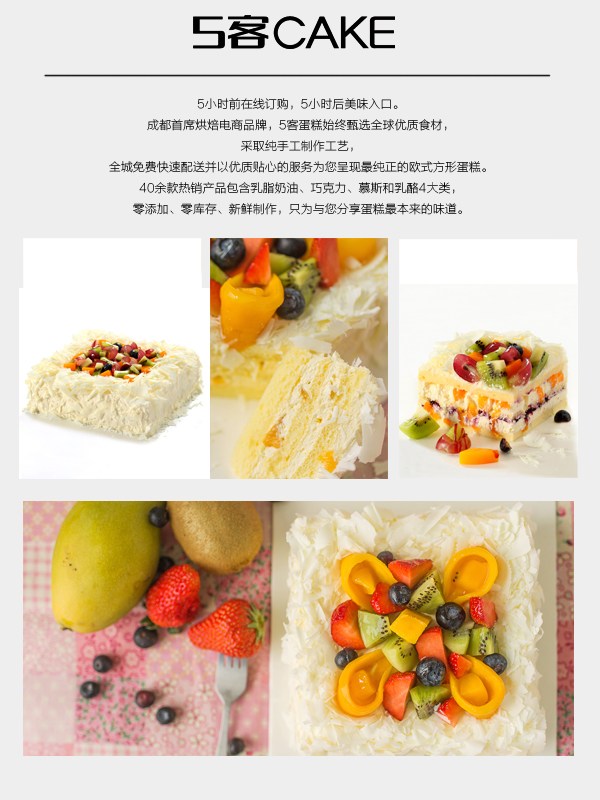 5客CAKE
5小时前在线订购，5小时后美味入口。
成都首席烘焙电商品牌，5客蛋糕始终甄选全球优质食材，
采取纯手工制作工艺，
全城免费快速配送并以优质贴心的服务为您呈现最纯正的欧式方形蛋糕。
40余款热销产品包含乳脂奶油、巧克力、慕斯和乳酪4大类，
零添加、零库存、新鲜制作，只为与您分享蛋糕最本来的味道。